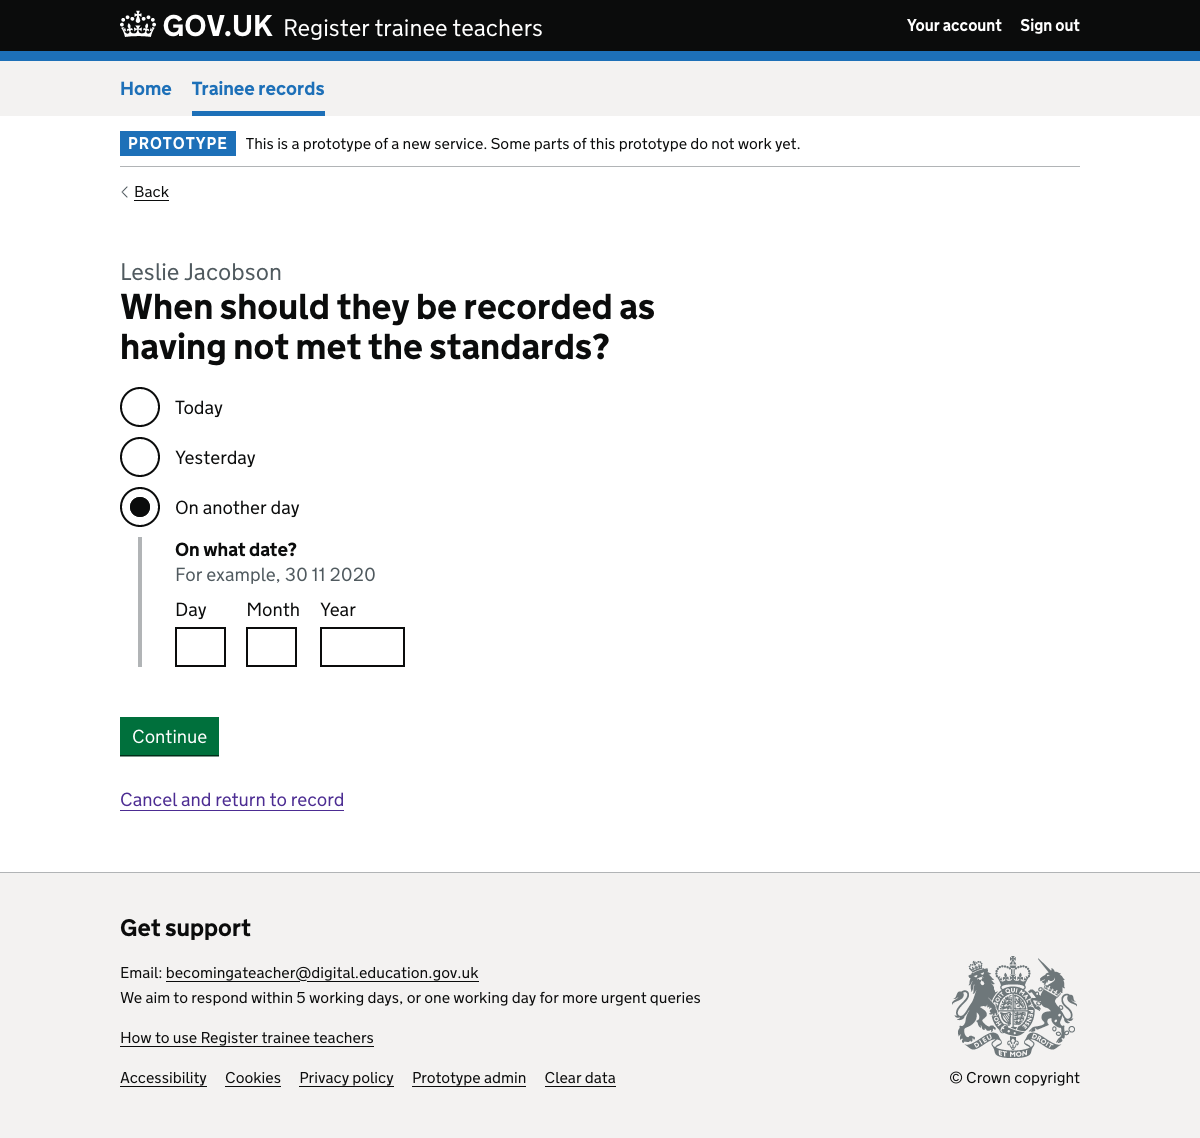 GOV.UK Register trainee teachers Your account Sign out
Home Trainee records
PROTOTYPE This is a prototype of a new service. Some parts of this prototype do not work yet.
Back
Leslie Jacobson
When should they be recorded as
having not met the standards?
Today
Yesterday
On another day
On what date?
For example, 30 11 2020
Day Month Year
Continue
Cancel and return to record
Get support
Email: becomingateacher@digital.education.gov.uk
We aim to respond within 5 working days, or one working day for more urgent queries
How to use Register trainee teachers
DIEU ET MON DROIT
Accessibility Cookies Privacy policy Prototype admin Clear data
© Crown copyright